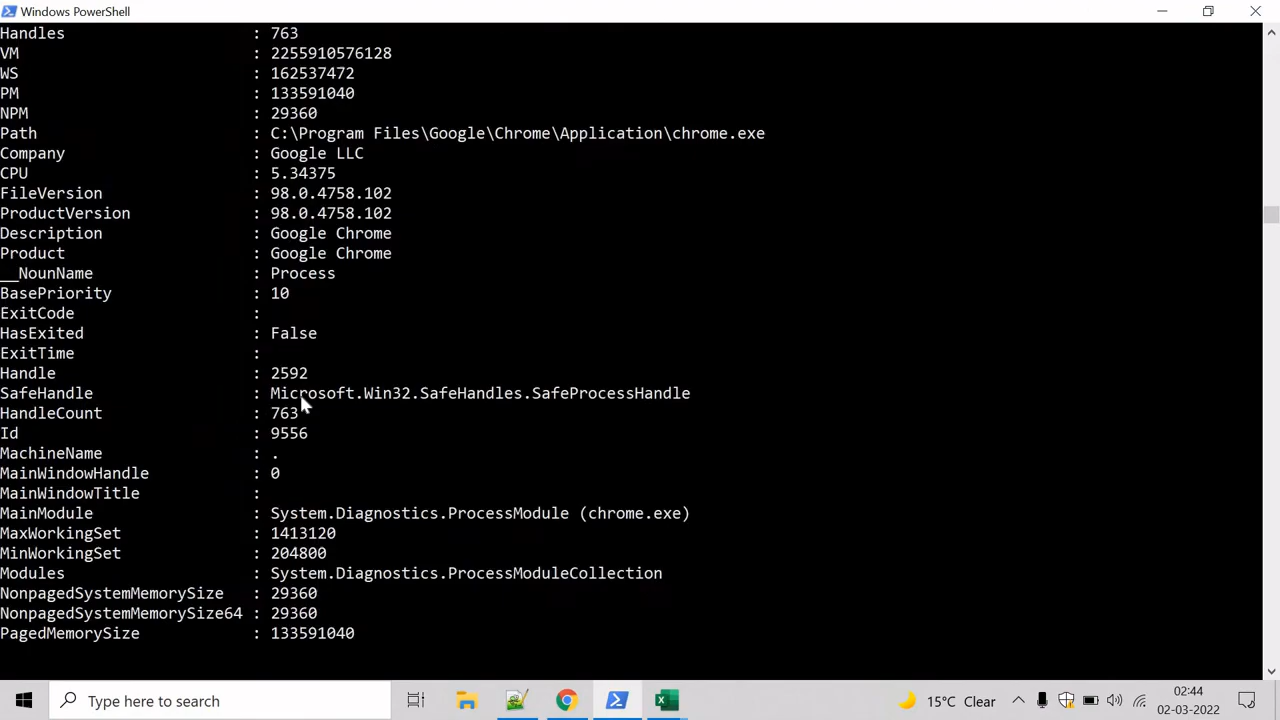 Windows PowerShell
Handles : 763
VM : 2255910576128
WS : 162537472
PM : 133591040
NPM : 29360
Path : C:\Program Files\Google\Chrome\Application\chrome.exe
Company : Google LLC
CPU : 5.34375
FileVersion : 98.0.4758.102
ProductVersion : 98.0.4758.102
Description : Google Chrome
Product : Google Chrome
__NounName : Process
BasePriority : 10
ExitCode :
HasExited : False
ExitTime :
Handle : 2592
SafeHandle : Microsoft.Win32.SafeHandles.SafeProcessHandle
HandleCount : 763
Id : 9556
MachineName : .
MainWindowHandle : 0
MainWindowTitle :
MainModule : System.Diagnostics.ProcessModule (chrome.exe)
MaxWorkingSet : 1413120
MinWorkingSet : 204800
Modules : System.Diagnostics.ProcessModuleCollection
NonpagedSystemMemorySize : 29360
NonpagedSystemMemorySize64 : 29360
PagedMemorySize : 133591040
Type here to search
15°C Clear
02:44
02-03-2022